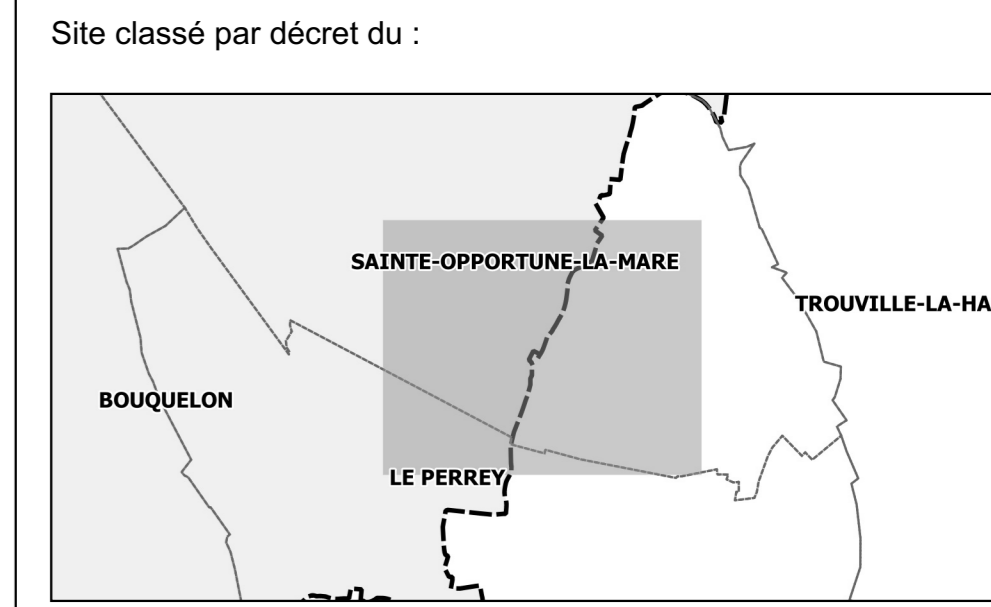 Site classé par décret du :
SAINTE-OPPORTUNE-LA-MARE
TROUVILLE-LA-HA
BOUQUELON
LE PERREY